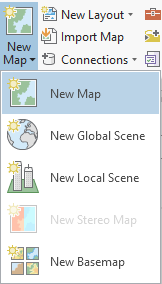 New Layout
Import Map
Connections
New
Map
New Map
New Global Scene
New Local Scene
New Stereo Map
New Basemap